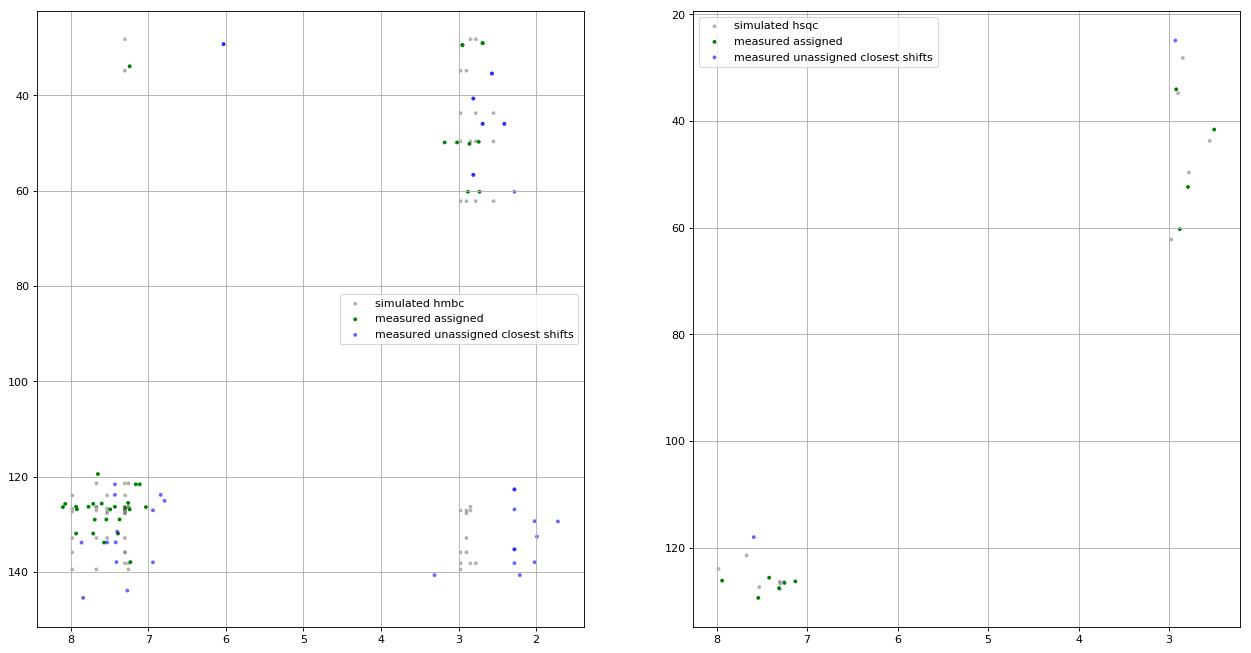 40
60
80
100
120
140
8 7 6 5 4 3 2
simulated hmbc
measured assigned
measured unassigned closest shifts
20
40
60
80
100
120
8 7 6 5 4 3
simulated hsqc
measured assigned
measured unassigned closest shifts